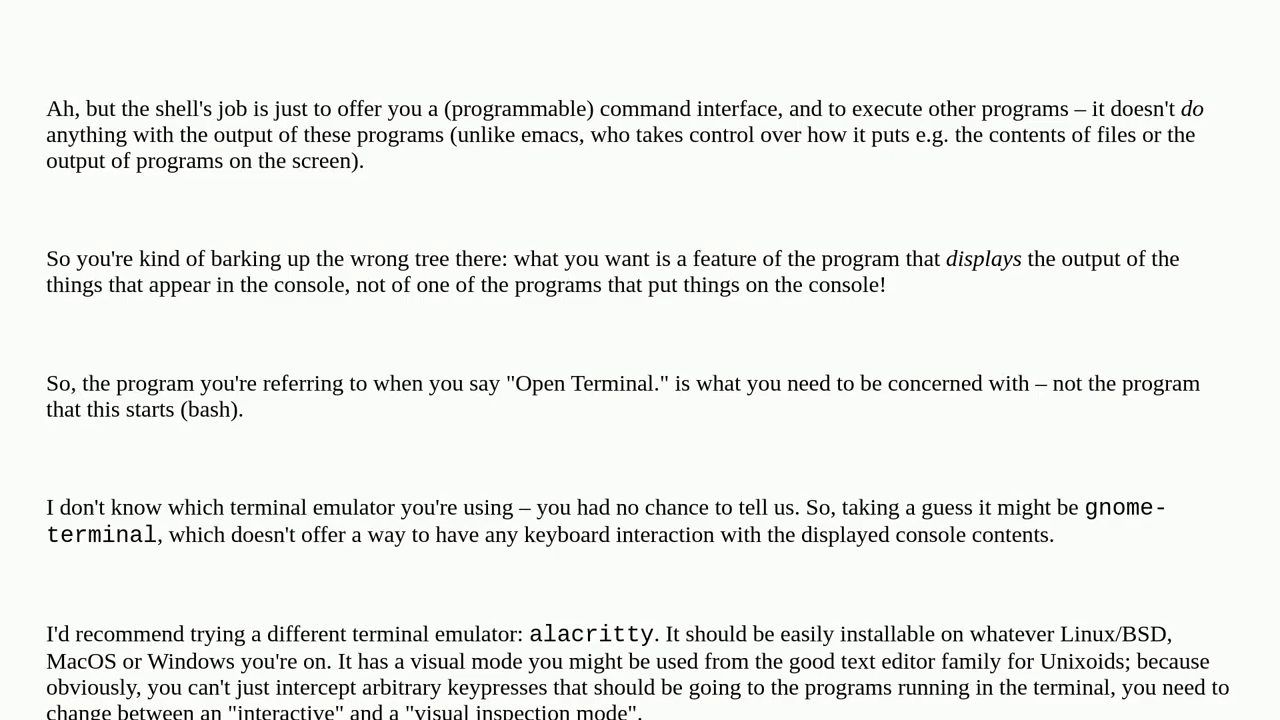 Ah, but the shell's job is just to offer you a (programmable) command interface, and to execute other programs – it doesn't do
anything with the output of these programs (unlike emacs, who takes control over how it puts e.g. the contents of files or the
output of programs on the screen).
So you're kind of barking up the wrong tree there: what you want is a feature of the program that displays the output of the
things that appear in the console, not of one of the programs that put things on the console!
So, the program you're referring to when you say "Open Terminal." is what you need to be concerned with – not the program
that this starts (bash).
I don't know which terminal emulator you're using – you had no chance to tell us. So, taking a guess it might be gnome-
terminal, which doesn't offer a way to have any keyboard interaction with the displayed console contents.
I'd recommend trying a different terminal emulator: alacritty. It should be easily installable on whatever Linux/BSD,
MacOS or Windows you're on. It has a visual mode you might be used from the good text editor family for Unixoids; because
obviously, you can't just intercept arbitrary keypresses that should be going to the programs running in the terminal, you need to
change between an "interactive" and a "visual inspection mode".